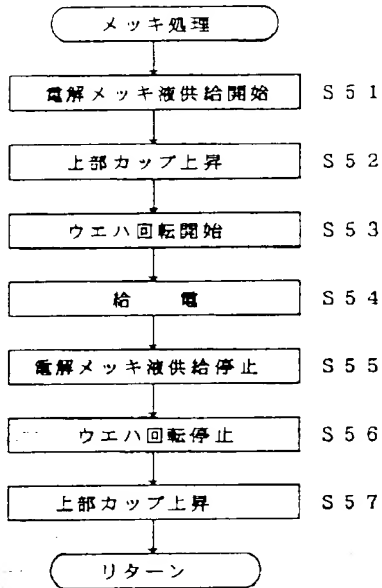 メッキ処理
電解メッキ液供給開始 S51
上部カップ上昇 S52
ウエハ回転開始 S53
給 電 S54
電解メッキ液供給停止 S55
ウエハ回転停止 S56
上部カップ上昇 S57
リターン